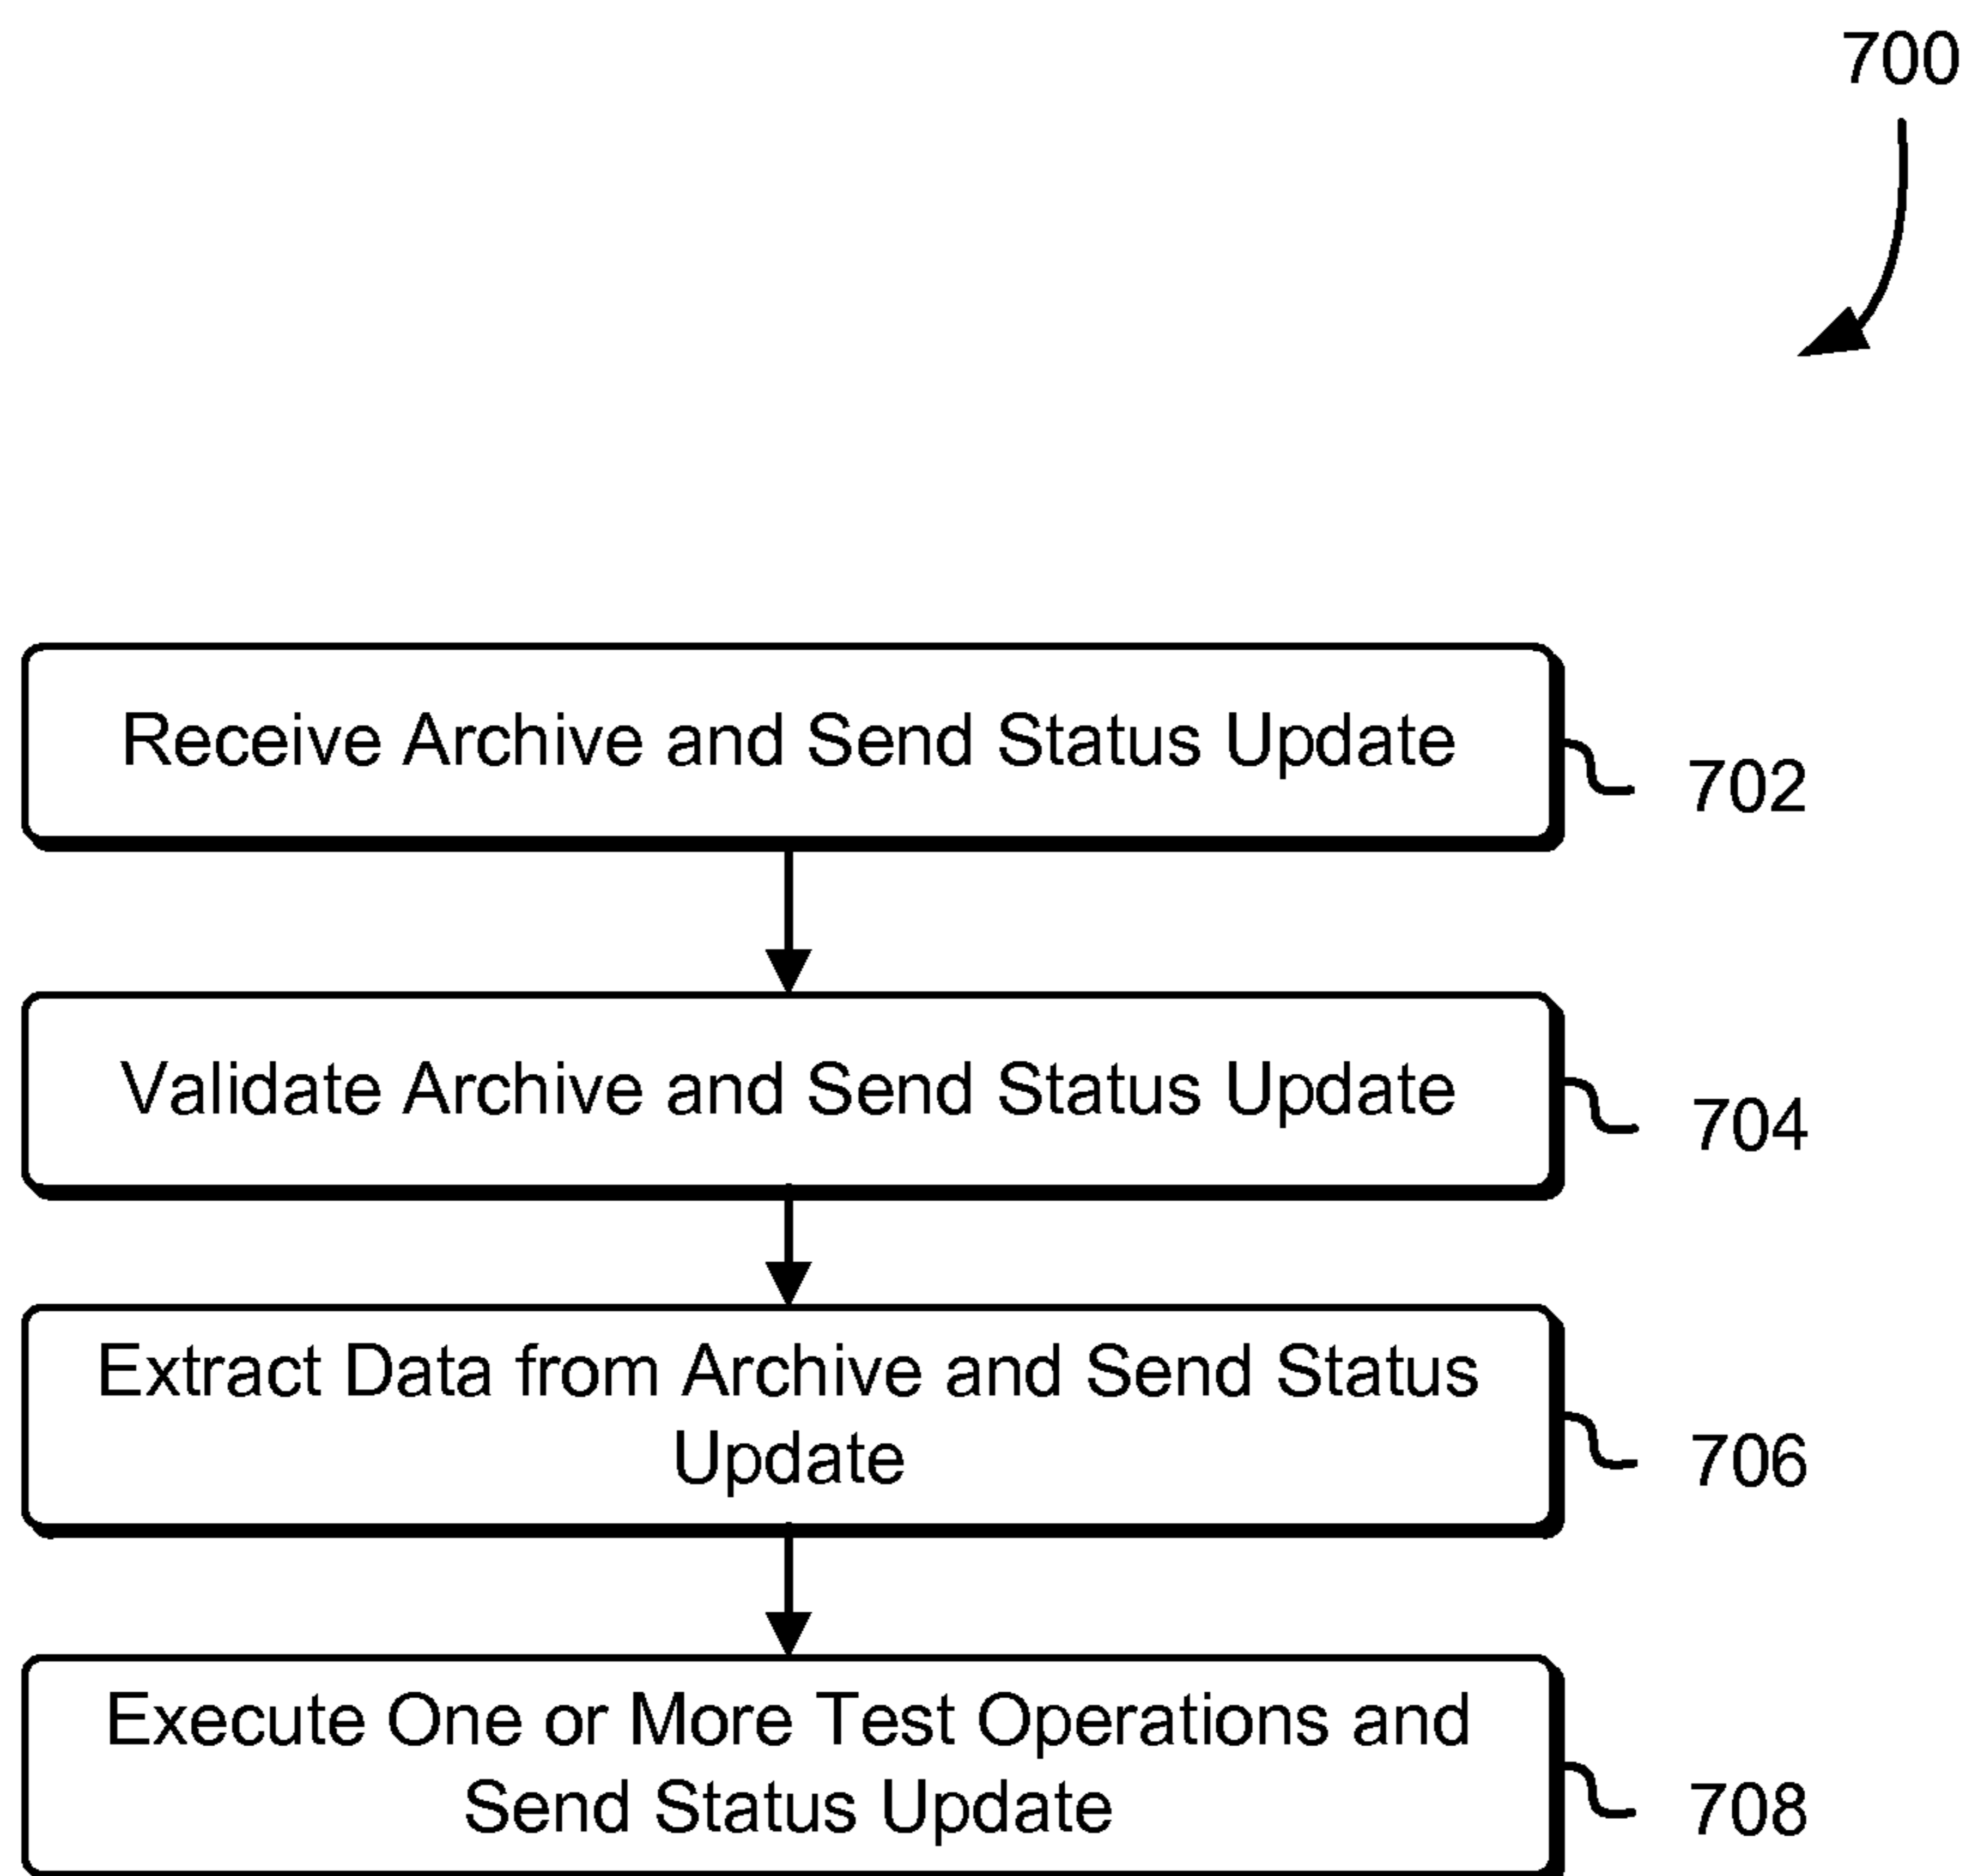 700
Receive Archive and Send Status Update
702
Validate Archive and Send Status Update
704
Extract Data from Archive and Send Status
Update
706
Execute One or More Test Operations and
Send Status Update
708